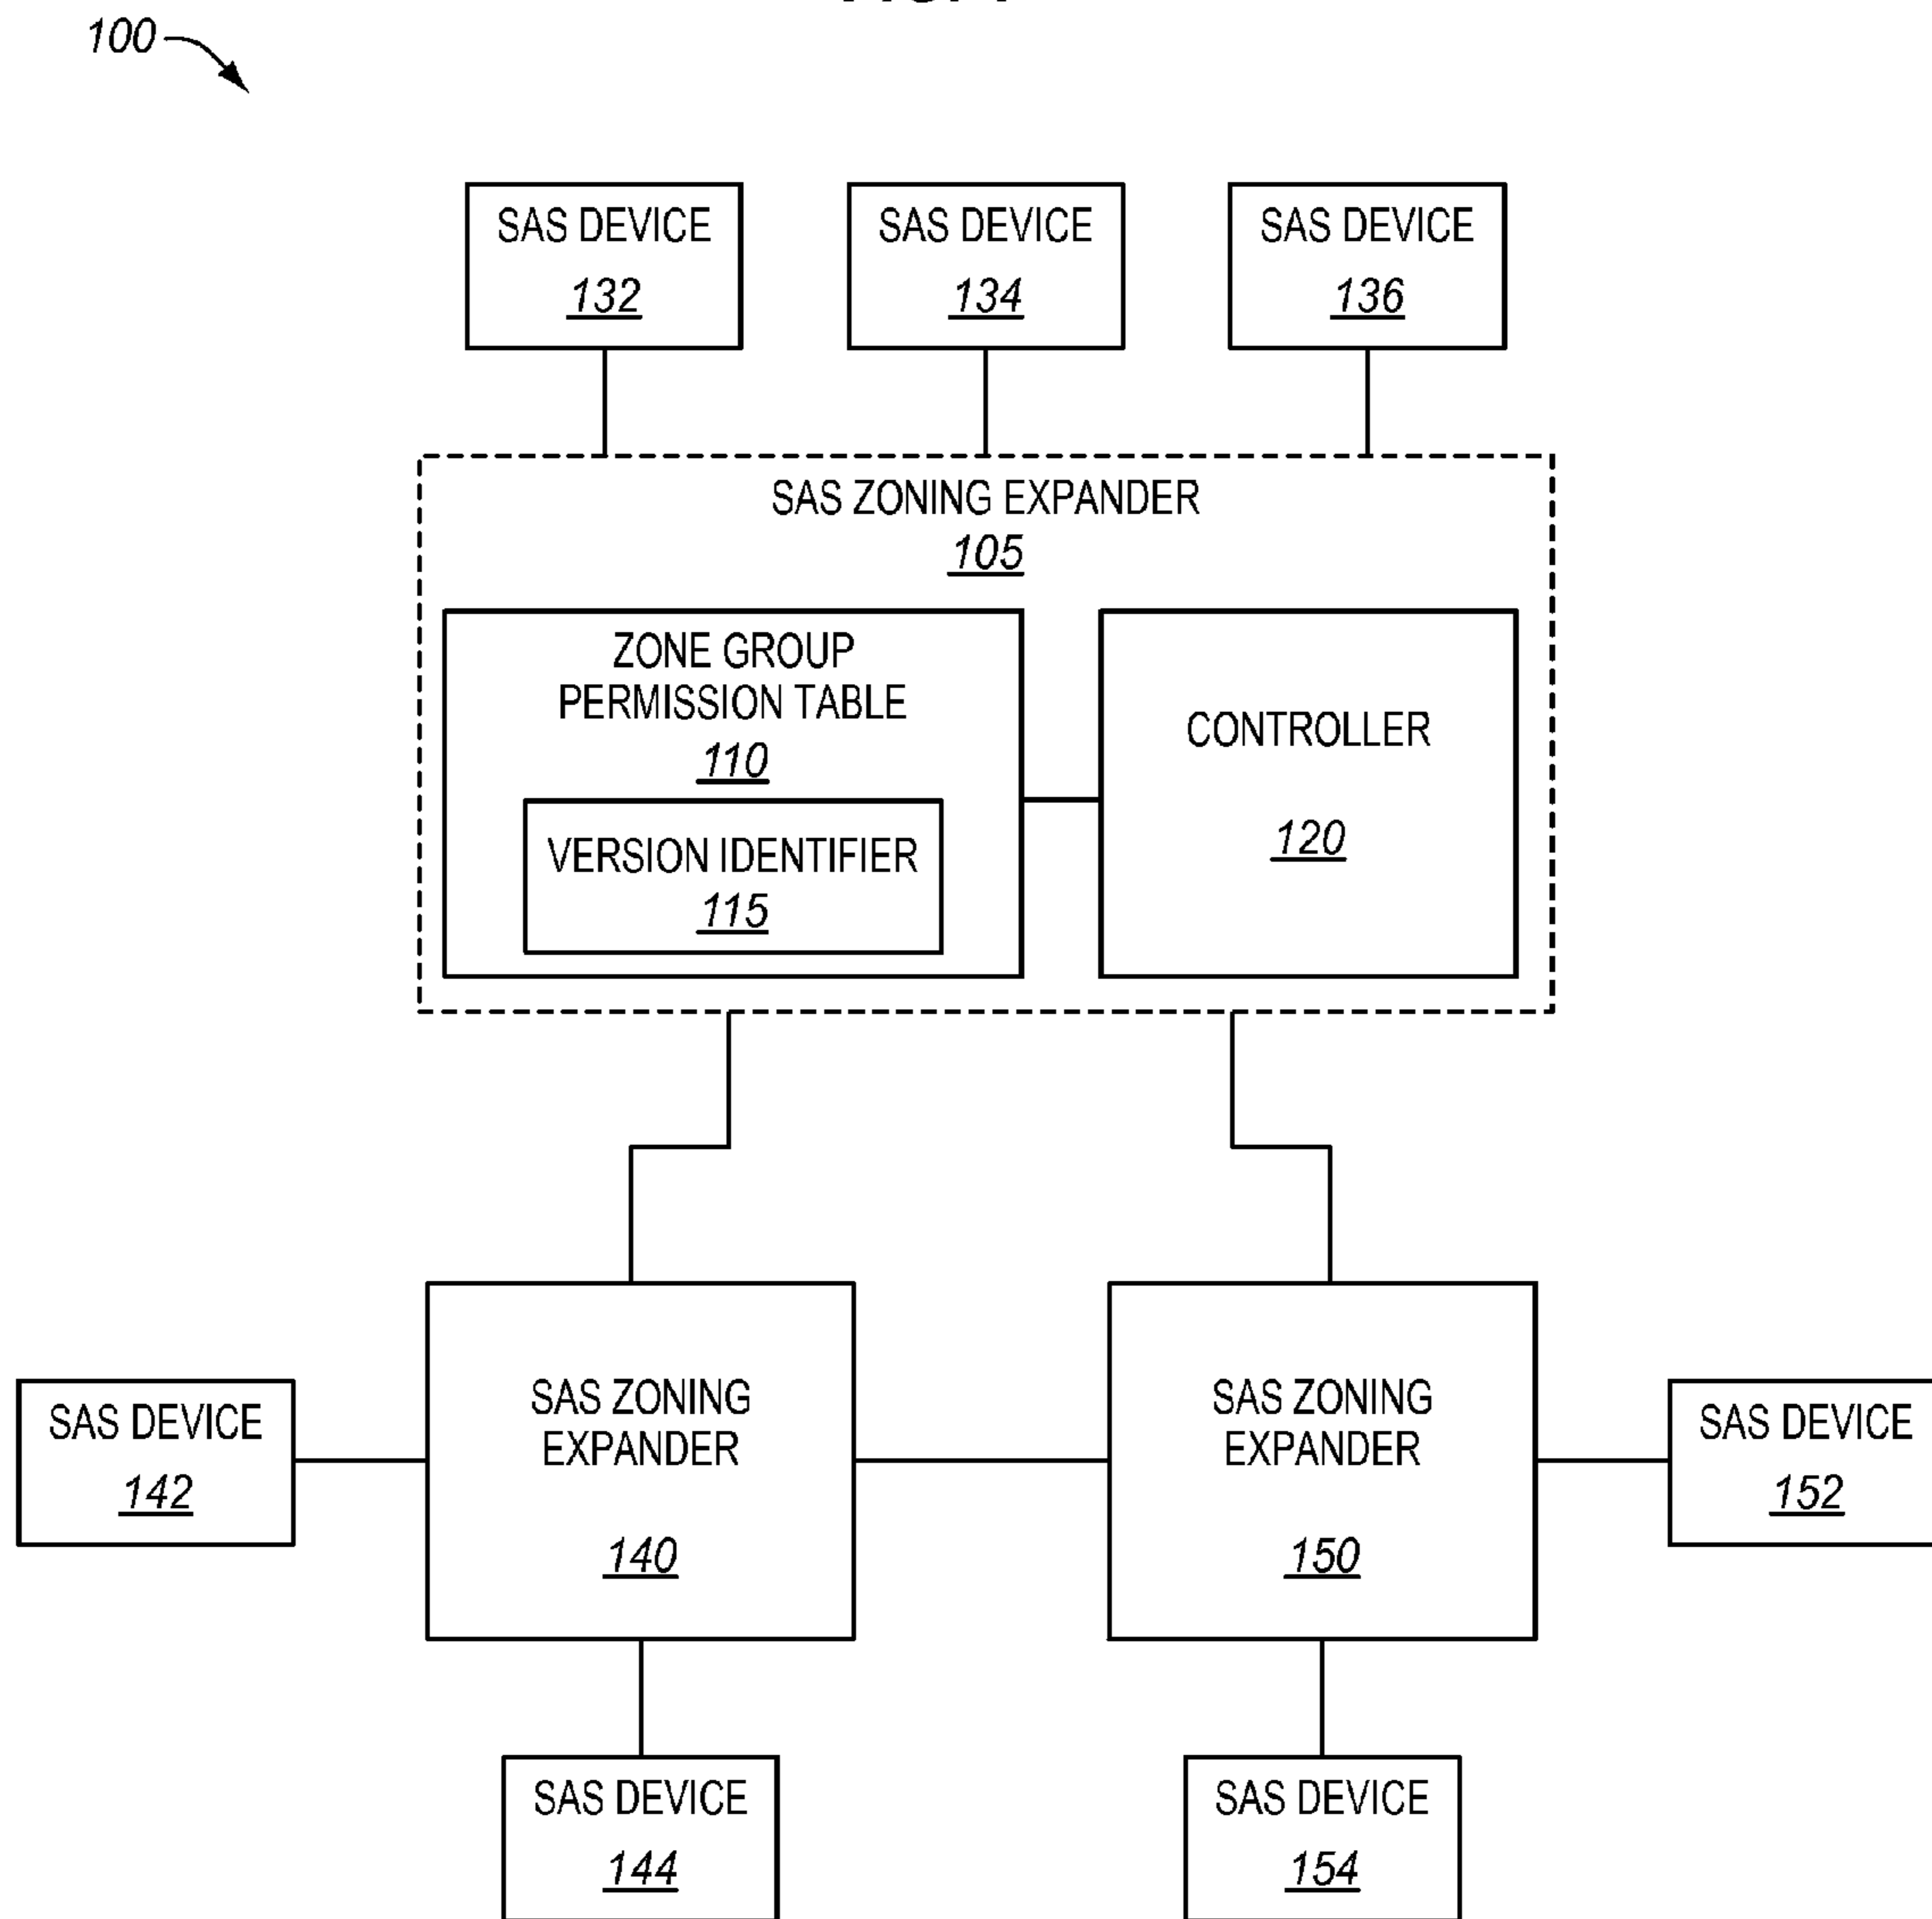 100
SAS DEVICE
132
SAS DEVICE
134
SAS DEVICE
136
SAS ZONING EXPANDER
105
ZONE GROUP
PERMISSION TABLE
110
VERSION IDENTIFIER
115
CONTROLLER
120
SAS ZONING
EXPANDER
140
SAS ZONING
EXPANDER
150
SAS DEVICE
142
SAS DEVICE
152
SAS DEVICE
144
SAS DEVICE
154